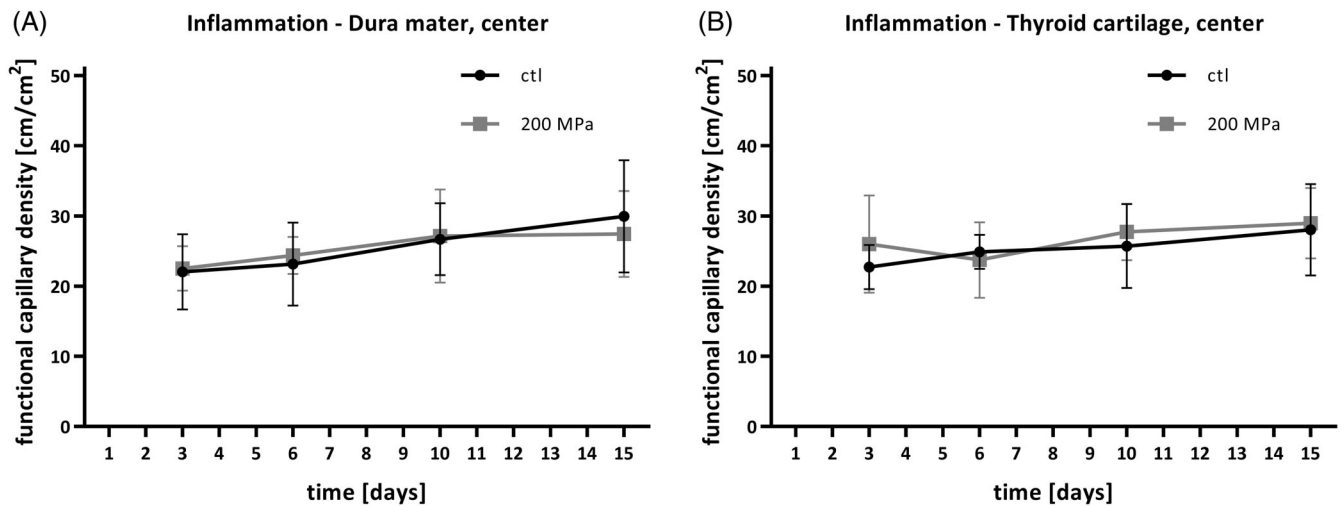 (A)
Inflammation - Dura mater, center
functional capillary density [cm/cm²]
50
40
30
20
10
0
ctl
200 MPa
1 2 3 4 5 6 7 8 9 10 11 12 13 14 15
time [days]
(B)
Inflammation - Thyroid cartilage, center
functional capillary density [cm/cm²]
50
40
30
20
10
0
ctl
200 MPa
1 2 3 4 5 6 7 8 9 10 11 12 13 14 15
time [days]